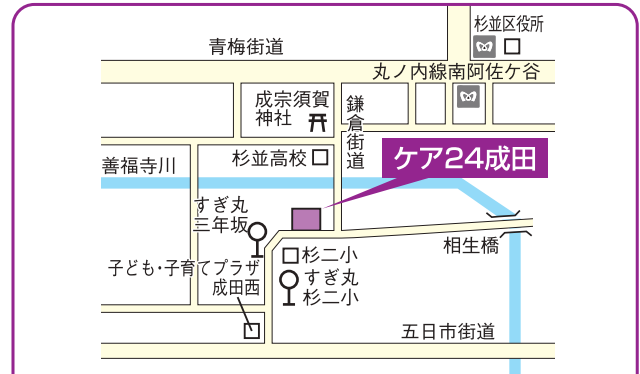 杉並区役所
青梅街道
丸ノ内線南阿佐ケ谷
成宗須賀
神社
鎌倉街道
杉並高校
ケア24成田
善福寺川
すぎ丸
三年坂
相生橋
杉二小
子ども・子育てプラザ
成田西
すぎ丸
杉二小
五日市街道